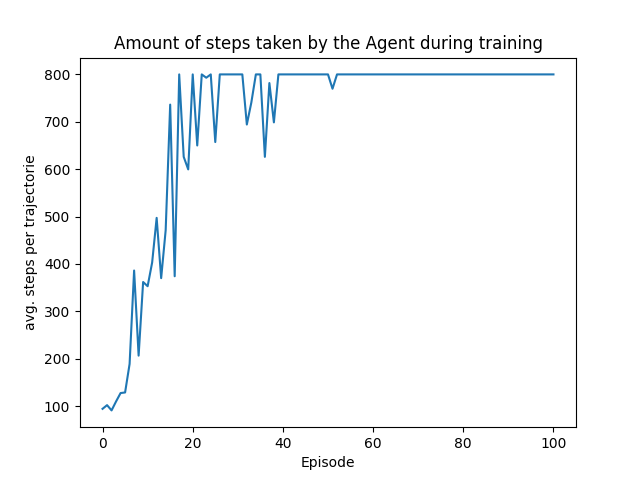 Amount of steps taken by the Agent during training
800
700
600
500
400
300
200
100
avg. steps per trajectorie
0 20 40 60 80 100
Episode